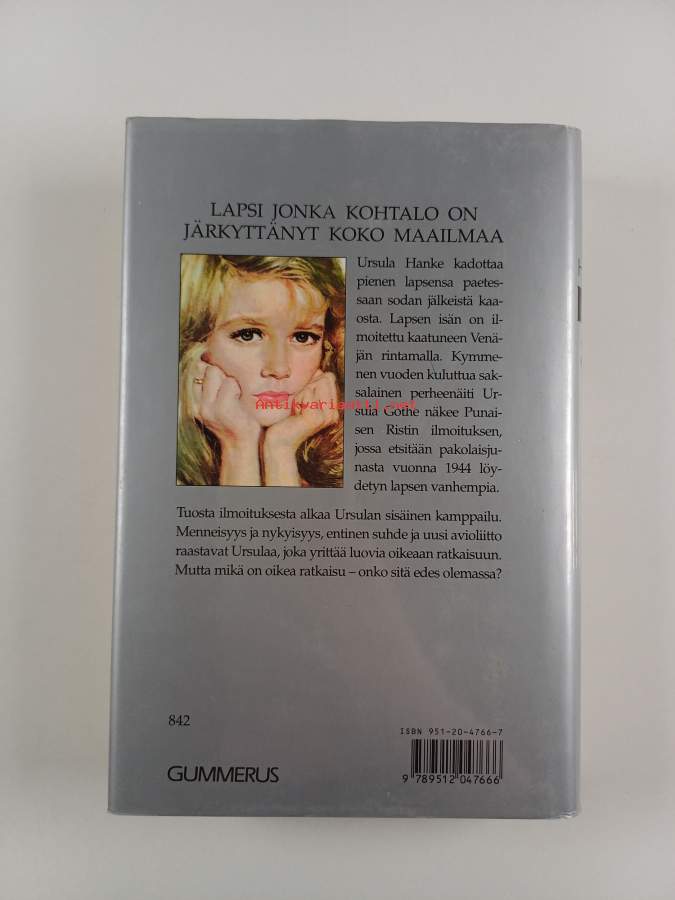 LAPSI JONKA KOHTALO ON
JÄRKYTTÄNYT KOKO MAAILMAA
Ursula Hanke kadottaa
pienen lapsensa paetes-
saan sodan jälkeistä kaa-
osta. Lapsen isän on il-
moitettu kaatuneen Venä-
jän rintamalla. Kymme-
nen vuoden kuluttua sak-
salainen perheenäiti Ur-
sula Gothe näkee Punai-
sen Ristin ilmoituksen,
jossa etsitään pakolaisju-
nasta vuonna 1944 löy-
detyn lapsen vanhempia.
Antikvariaatti.net
Tuosta ilmoituksesta alkaa Ursulan sisäinen kamppailu.
Menneisyys ja nykyisyys, entinen suhde ja uusi avioliitto
raastavat Ursulaa, joka yrittää luovia oikeaan ratkaisuun.
Mutta mikä on oikea ratkaisu – onko sitä edes olemassa?
842
GUMMERUS
ISBN 951-20-4766-7
9 789512 047666